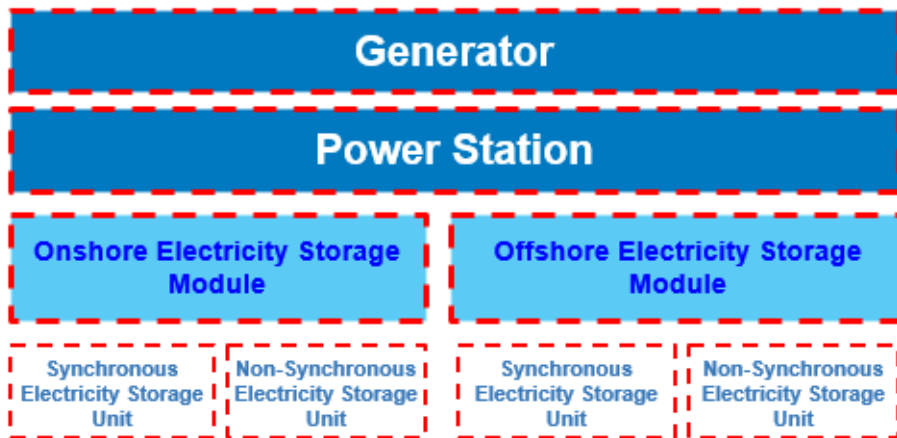 Generator
Power Station
Onshore Electricity Storage
Module
Offshore Electricity Storage
Module
Synchronous
Electricity Storage
Unit
Non-Synchronous
Electricity Storage
Unit
Synchronous
Electricity Storage
Unit
Non-Synchronous
Electricity Storage
Unit